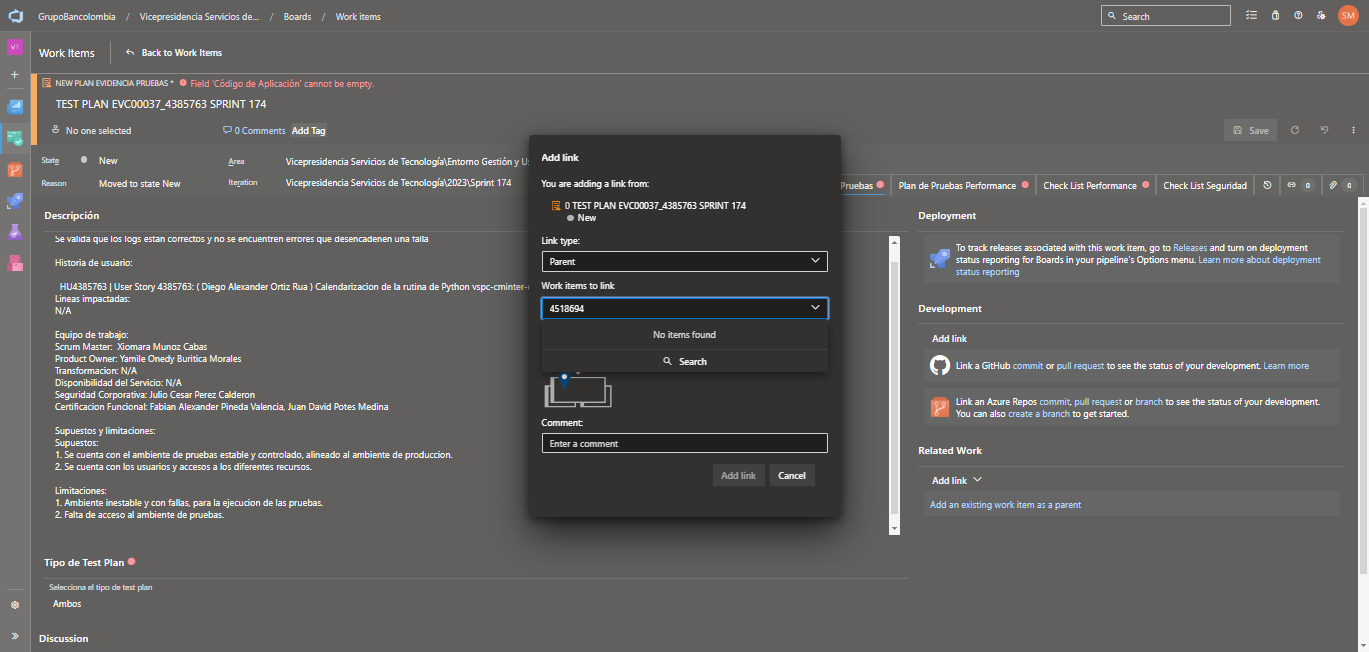 GrupoBancolombia / Vicepresidencia Servicios de... / Boards / Work items
Search
SM
VT
Work Items
Back to Work Items
NEW PLAN EVIDENCIA PRUEBAS * Field 'Código de Aplicación' cannot be empty.
TEST PLAN EVC00037_4385763 SPRINT 174
No one selected
0 Comments
Add Tag
Save
State
New
Area
Vicepresidencia Servicios de Tecnología\Entorno Gestión y Us
Reason
Moved to state New
Iteration
Vicepresidencia Servicios de Tecnología\2023\Sprint 174
Pruebas
Plan de Pruebas Performance
Check List Performance
Check List Seguridad
0
0
Descripción
Se valida que los logs estan correctos y no se encuentren errores que desencadenen una falla
Historia de usuario:
HU4385763 | User Story 4385763: ( Diego Alexander Ortiz Rua ) Calendarizacion de la rutina de Python vspc-cminter-
Lineas impactadas:
N/A
Equipo de trabajo:
Scrum Master: Xiomara Munoz Cabas
Product Owner: Yamile Onedy Buritica Morales
Transformacion: N/A
Disponibilidad del Servicio: N/A
Seguridad Corporativa: Julio Cesar Perez Calderon
Certification Funcional: Fabian Alexander Pineda Valencia, Juan David Potes Medina
Supuestos y limitaciones:
Supuestos:
1. Se cuenta con el ambiente de pruebas estable y controlado, alineado al ambiente de produccion.
2. Se cuenta con los usuarios y accesos a los diferentes recursos.
Limitaciones:
1. Ambiente inestable y con fallas, para la ejecucion de las pruebas.
2. Falta de acceso al ambiente de pruebas.
Tipo de Test Plan
Selecciona el tipo de test plan
Ambos
Discussion
Add link
You are adding a link from:
0 TEST PLAN EVC00037_4385763 SPRINT 174
New
Link type:
Parent
Work items to link
4518694
No items found
Search
Comment:
Enter a comment
Add link
Cancel
Deployment
To track releases associated with this work item, go to Releases and turn on deployment
status reporting for Boards in your pipeline's Options menu. Learn more about deployment
status reporting
Development
Add link
Link a GitHub commit or pull request to see the status of your development. Learn more
Link an Azure Repos commit, pull request or branch to see the status of your development.
You can also create a branch to get started.
Related Work
Add link
Add an existing work item as a parent